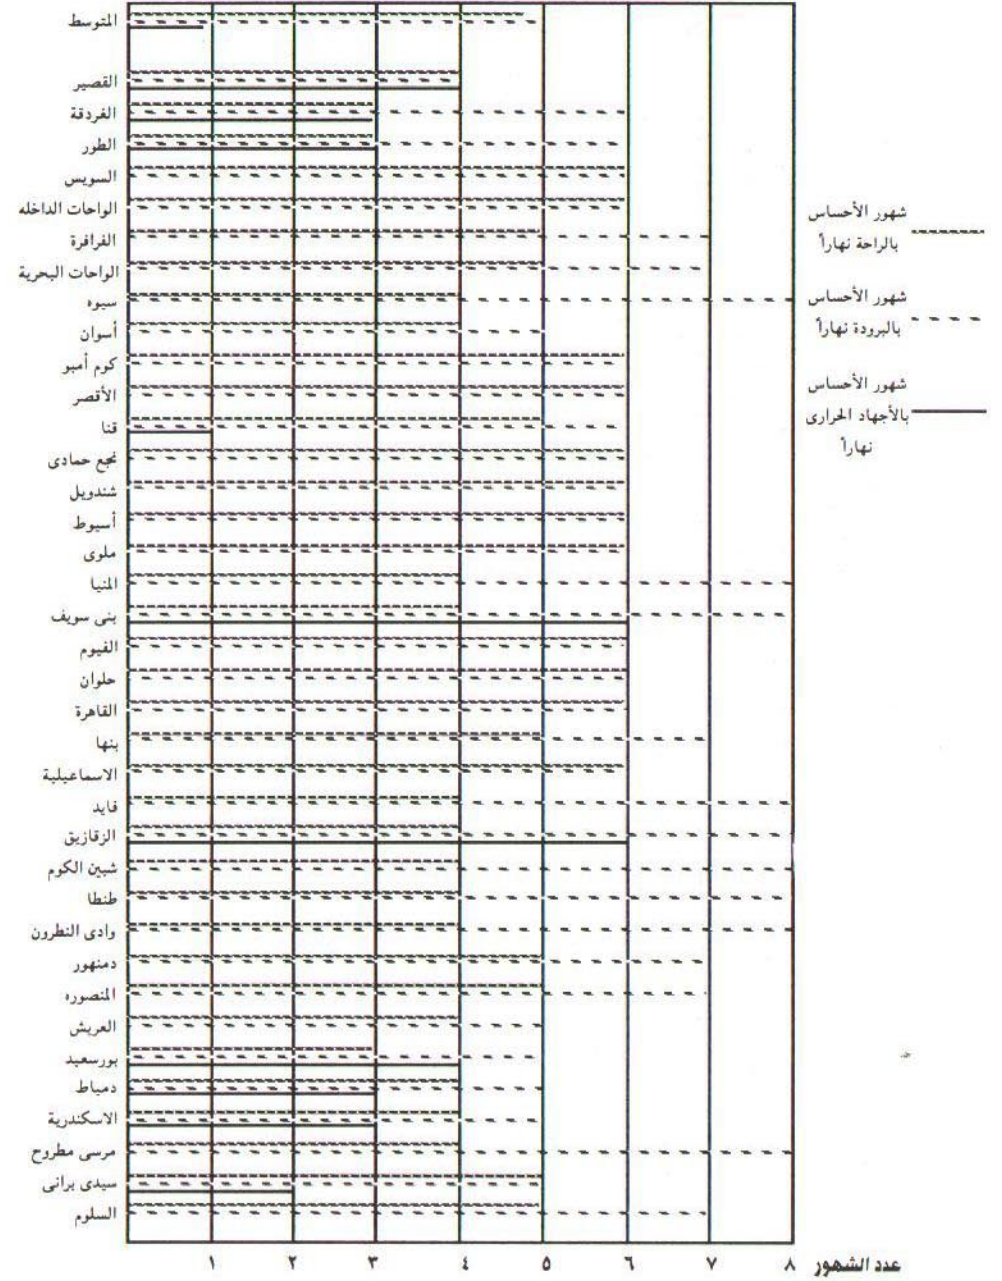 المتوسط
القصير
الغردقة
الطور
السويس
الواحات الداخله
الفرافرة
الواحات البحرية
سيوه
أسوان
كوم أمبو
الأقصر
قنا
نجع حمادى
شندويل
أسيوط
ملوى
المنيا
بنى سويف
الفيوم
حلوان
القاهرة
بنها
الاسماعيلية
فايد
الزقازيق
شبين الكوم
طنطا
وادى النطرون
دمنهور
المنصوره
العريش
بورسعيد
دمياط
الاسكندرية
مرسى مطروح
سيدى برانى
السلوم
شهور الأحساس
بالراحة نهاراً
شهور الأحساس
بالبرودة نهاراً
شهور الأحساس
بالأجهاد الحرارى
نهاراً
١ ٢ ٣ ٤ ٥ ٦ ٧ ٨ عدد الشهور